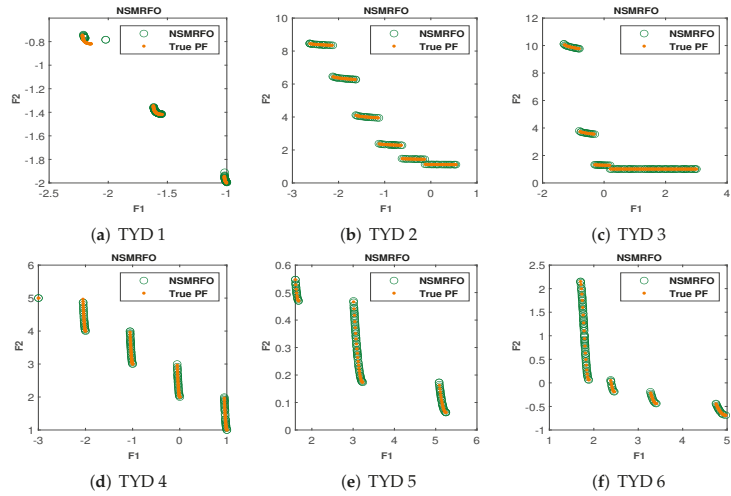 NSMRFO
NSMRFO
True PF
-0.8
-1
-1.2
-1.4
-1.6
-1.8
-2
F2
-2.5
-2
-1.5
-1
F1
(a) TYD 1
NSMRFO
NSMRFO
True PF
10
8
6
4
2
0
F2
-3
-2
-1
0
1
F1
(b) TYD 2
NSMRFO
NSMRFO
True PF
12
10
8
6
4
2
0
F2
-2
0
2
4
F1
(c) TYD 3
NSMRFO
NSMRFO
True PF
6
5
4
3
2
1
F2
-3
-2
-1
0
1
F1
(d) TYD 4
NSMRFO
NSMRFO
True PF
0.6
0.5
0.4
0.3
0.2
0.1
0
F2
2
3
4
5
6
F1
(e) TYD 5
NSMRFO
NSMRFO
True PF
2.5
2
1.5
1
0.5
0
-0.5
-1
F2
1
2
3
4
5
F1
(f) TYD 6